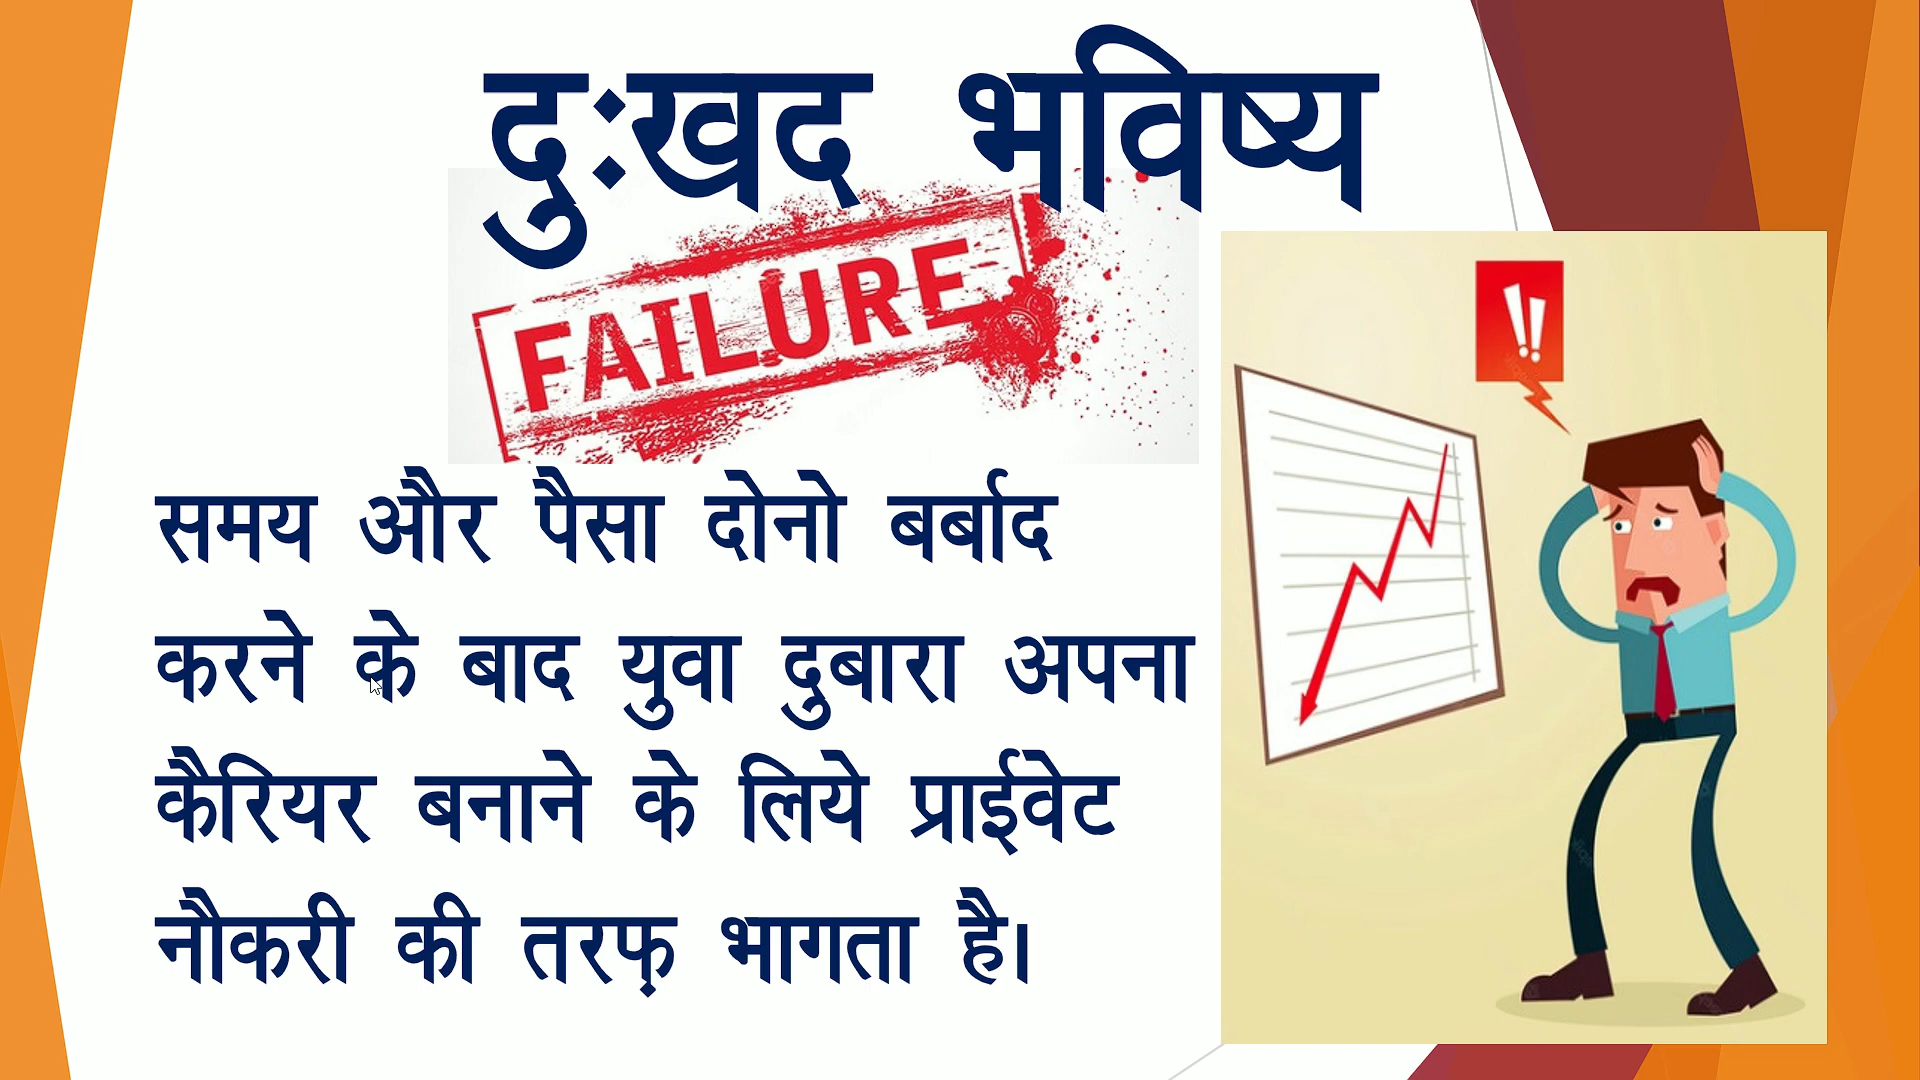 दुःखद भविष्य
FAILURE
!!
समय और पैसा दोनो बर्बाद
करने के बाद युवा दुबारा अपना
कैरियर बनाने के लिये प्राईवेट
नौकरी की तरफ़ भागता है।